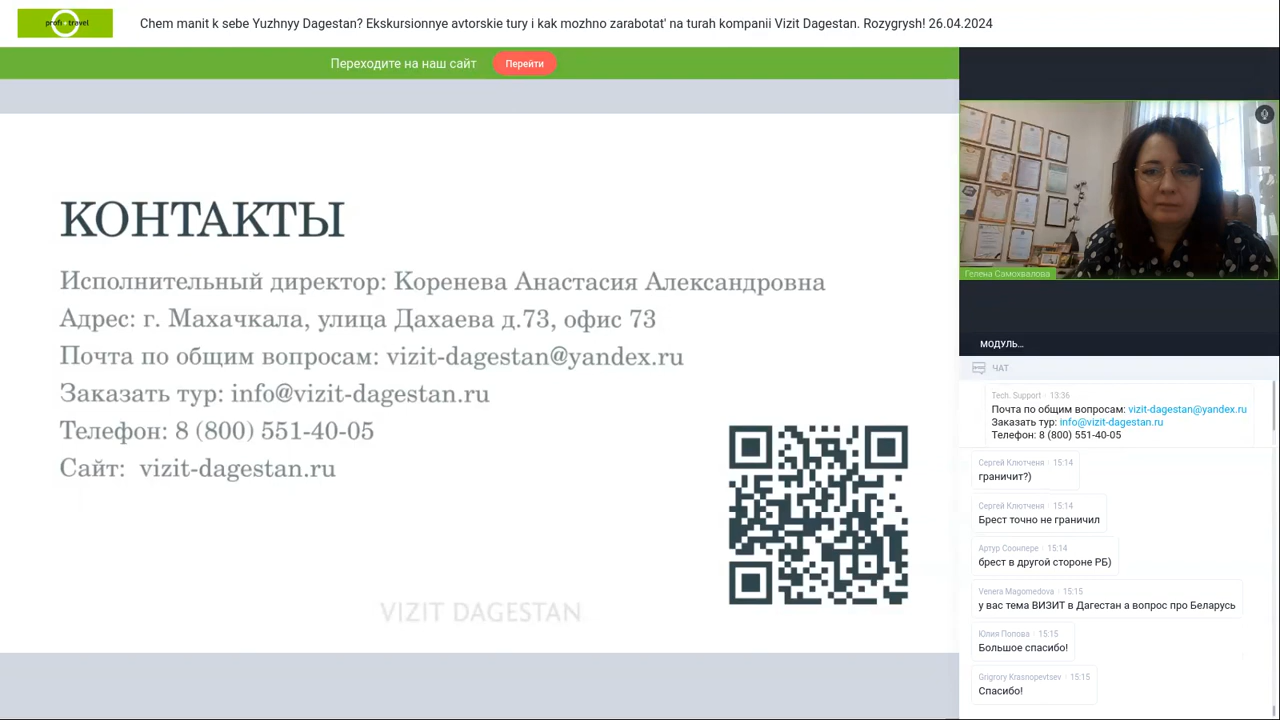 profi travel
Chem manit k sebe Yuzhnyy Dagestan? Ekskursionnye avtorskie tury i kak mozhno zarabotat' na turah kompanii Vizit Dagestan. Rozygrysh! 26.04.2024
Переходите на наш сайт
Перейти
КОНТАКТЫ
Исполнительный директор: Коренева Анастасия Александровна
Адрес: г. Махачкала, улица Дахаева д.73, офис 73
Почта по общим вопросам: vizit-dagestan@yandex.ru
Заказать тур: info@vizit-dagestan.ru
Телефон: 8 (800) 551-40-05
Сайт: vizit-dagestan.ru
VIZIT DAGESTAN
Гелена Самохвалова
МОДУЛЬ...
ЧАТ
Tech. Support · 13:36
Почта по общим вопросам: vizit-dagestan@yandex.ru
Заказать тур: info@vizit-dagestan.ru
Телефон: 8 (800) 551-40-05
Сергей Клютченя · 15:14
граничит?)
Сергей Клютченя · 15:14
Брест точно не граничил
Артур Соонпере · 15:14
брест в другой стороне РБ)
Venera Magomedova · 15:15
у вас тема ВИЗИТ в Дагестан а вопрос про Беларусь
Юлия Попова · 15:15
Большое спасибо!
Grigrory Krasnopevtsev · 15:15
Спасибо!